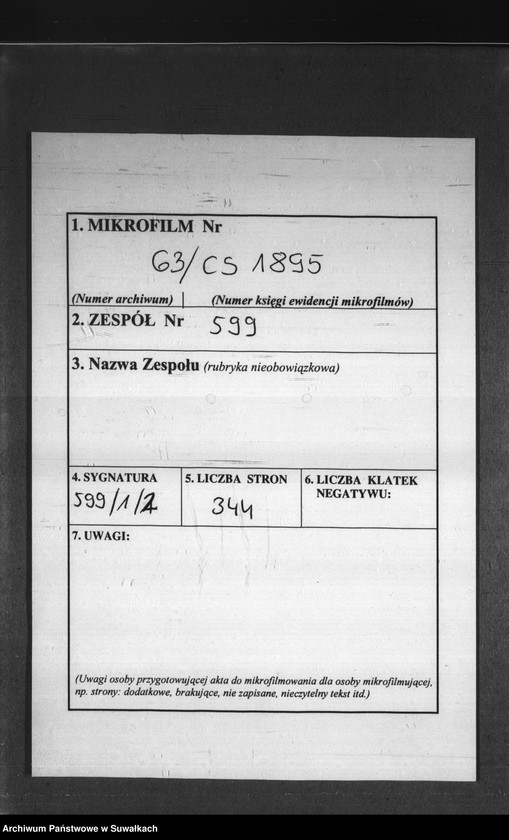 1. MIKROFILM Nr
63/CS 1895
(Numer archiwum) (Numer księgi ewidencji mikrofilmów)
2. ZESPÓŁ Nr 599
3. Nazwa Zespołu (rubryka nieobowiązkowa)
4. SYGNATURA
599/1/
5. LICZBA STRON
344
6. LICZBA KLATEK
NEGATYWU:
7. UWAGI:
(Uwagi osoby przygotowującej akta do mikrofilmowania dla osoby mikrofilmującej,
np. strony: dodatkowe, brakujące, nie zapisane, nieczytelny tekst itd.)
Archiwum Państwowe w Suwałkach